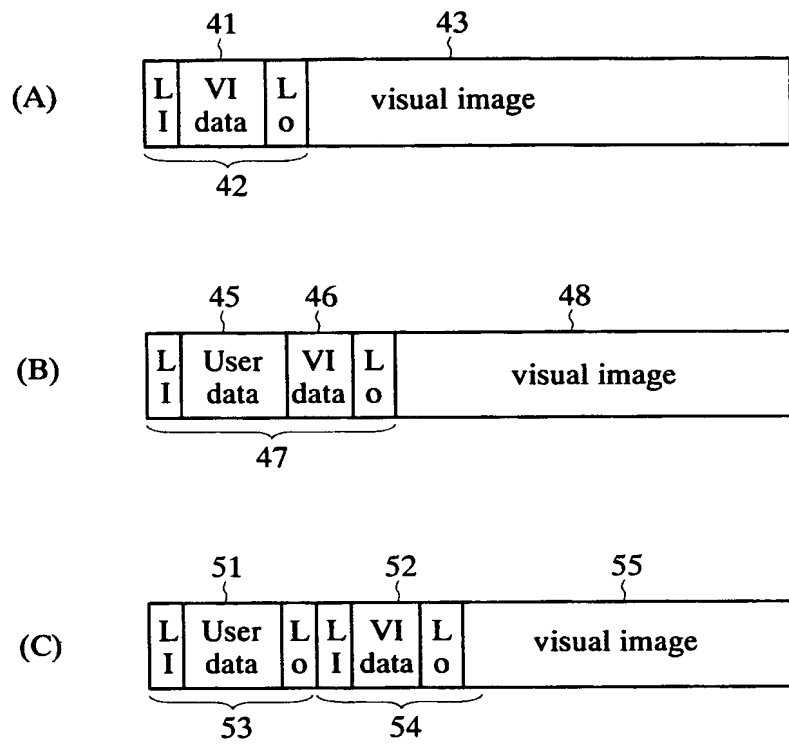 41 43
(A) L I VI data L o visual image
42
45 46 48
(B) L I User data VI data L o visual image
47
51 52 55
(C) L I User data L o L I VI data L o visual image
53 54